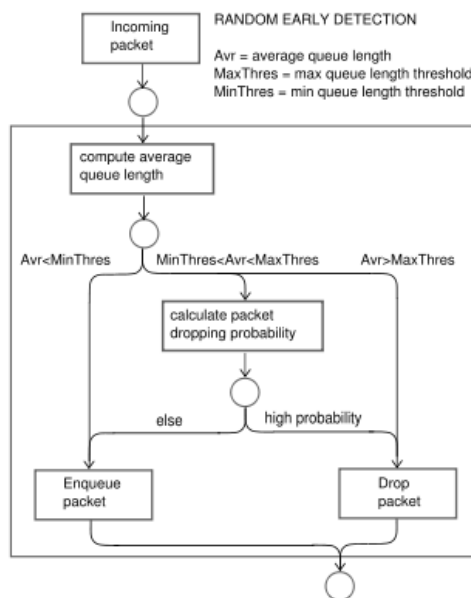 RANDOM EARLY DETECTION
Incoming
packet
Avr = average queue length
MaxThres = max queue length threshold
MinThres = min queue length threshold
compute average
queue length
Avr<MinThres
MinThres<Avr<MaxThres
Avr>MaxThres
calculate packet
dropping probability
else
high probability
Enqueue
packet
Drop
packet